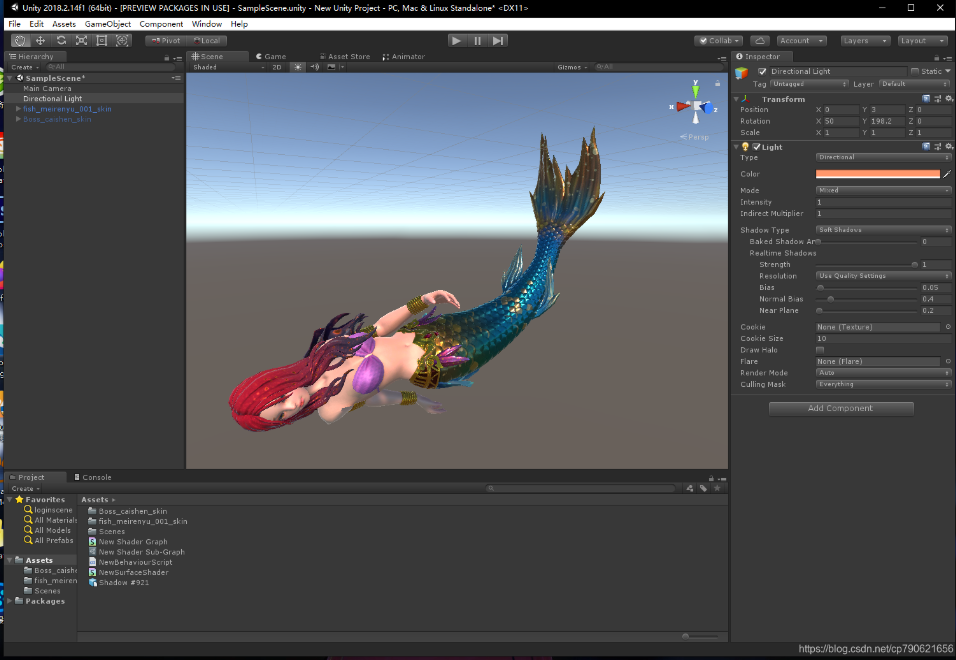 Unity 2018.2.14f1 (64bit) - [PREVIEW PACKAGES IN USE] - SampleScene.unity - New Unity Project - PC, Mac & Linux Standalone* <DX11>
File Edit Assets GameObject Component Window Help
Pivot Local Collab Account Layers Layout
Hierarchy
Create All
SampleScene*
Main Camera
Directional Light
fish_meirenyu_001_skin
Boss_caishen_skin
Scene Game Asset Store Animator
Shaded 2D Gizmos All
y
x z
Persp
Inspector
Directional Light Static
Tag Untagged Layer Default
Transform
Position X 0 Y 3 Z 0
Rotation X 50 Y 198.2 Z 0
Scale X 1 Y 1 Z 1
Light
Type Directional
Color
Mode Mixed
Intensity 1
Indirect Multiplier 1
Shadow Type Soft Shadows
Baked Shadow An 0
Realtime Shadows
Strength 1
Resolution Use Quality Settings
Bias 0.05
Normal Bias 0.4
Near Plane 0.2
Cookie None (Texture)
Cookie Size 10
Draw Halo
Flare None (Flare)
Render Mode Auto
Culling Mask Everything
Add Component
Project Console
Create
Favorites
loginscene
All Materials
All Models
All Prefabs
Assets
Boss_caishe
fish_meiren
Scenes
Packages
Assets
Boss_caishen_skin
fish_meirenyu_001_skin
Scenes
New Shader Graph
New Shader Sub-Graph
NewBehaviourScript
NewSurfaceShader
Shadow #921
https://blog.csdn.net/cp790621656